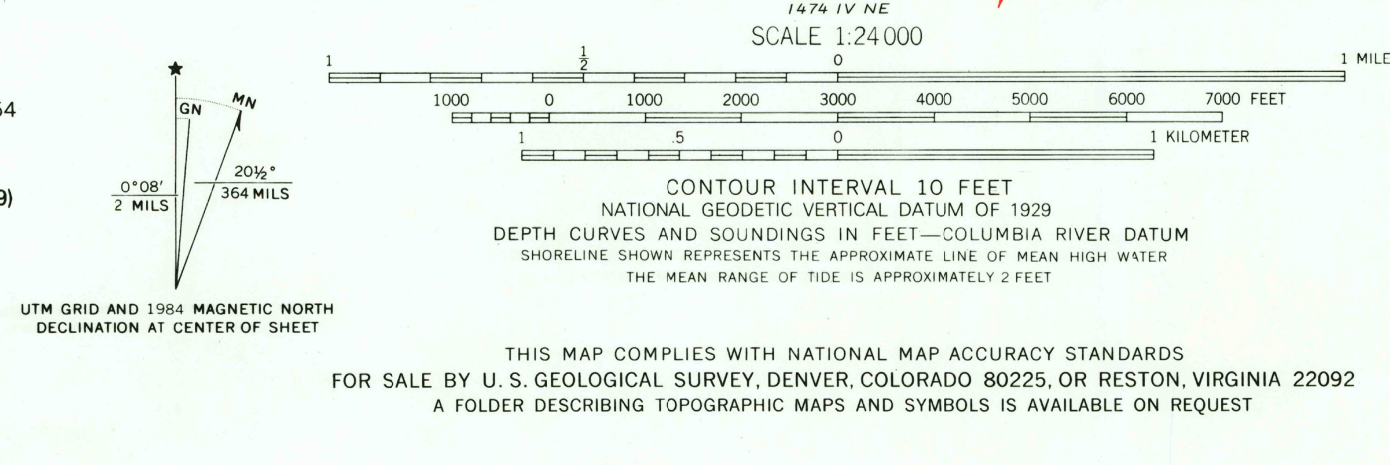 1474 IV NE
SCALE 1:24 000
1 ½ 0 1 MILE
1000 0 1000 2000 3000 4000 5000 6000 7000 FEET
1 .5 0 1 KILOMETER
CONTOUR INTERVAL 10 FEET
NATIONAL GEODETIC VERTICAL DATUM OF 1929
DEPTH CURVES AND SOUNDINGS IN FEET—COLUMBIA RIVER DATUM
SHORELINE SHOWN REPRESENTS THE APPROXIMATE LINE OF MEAN HIGH WATER
THE MEAN RANGE OF TIDE IS APPROXIMATELY 2 FEET
★
GN
MN
0°08′
2 MILS
20½°
364 MILS
UTM GRID AND 1984 MAGNETIC NORTH
DECLINATION AT CENTER OF SHEET
THIS MAP COMPLIES WITH NATIONAL MAP ACCURACY STANDARDS
FOR SALE BY U. S. GEOLOGICAL SURVEY, DENVER, COLORADO 80225, OR RESTON, VIRGINIA 22092
A FOLDER DESCRIBING TOPOGRAPHIC MAPS AND SYMBOLS IS AVAILABLE ON REQUEST